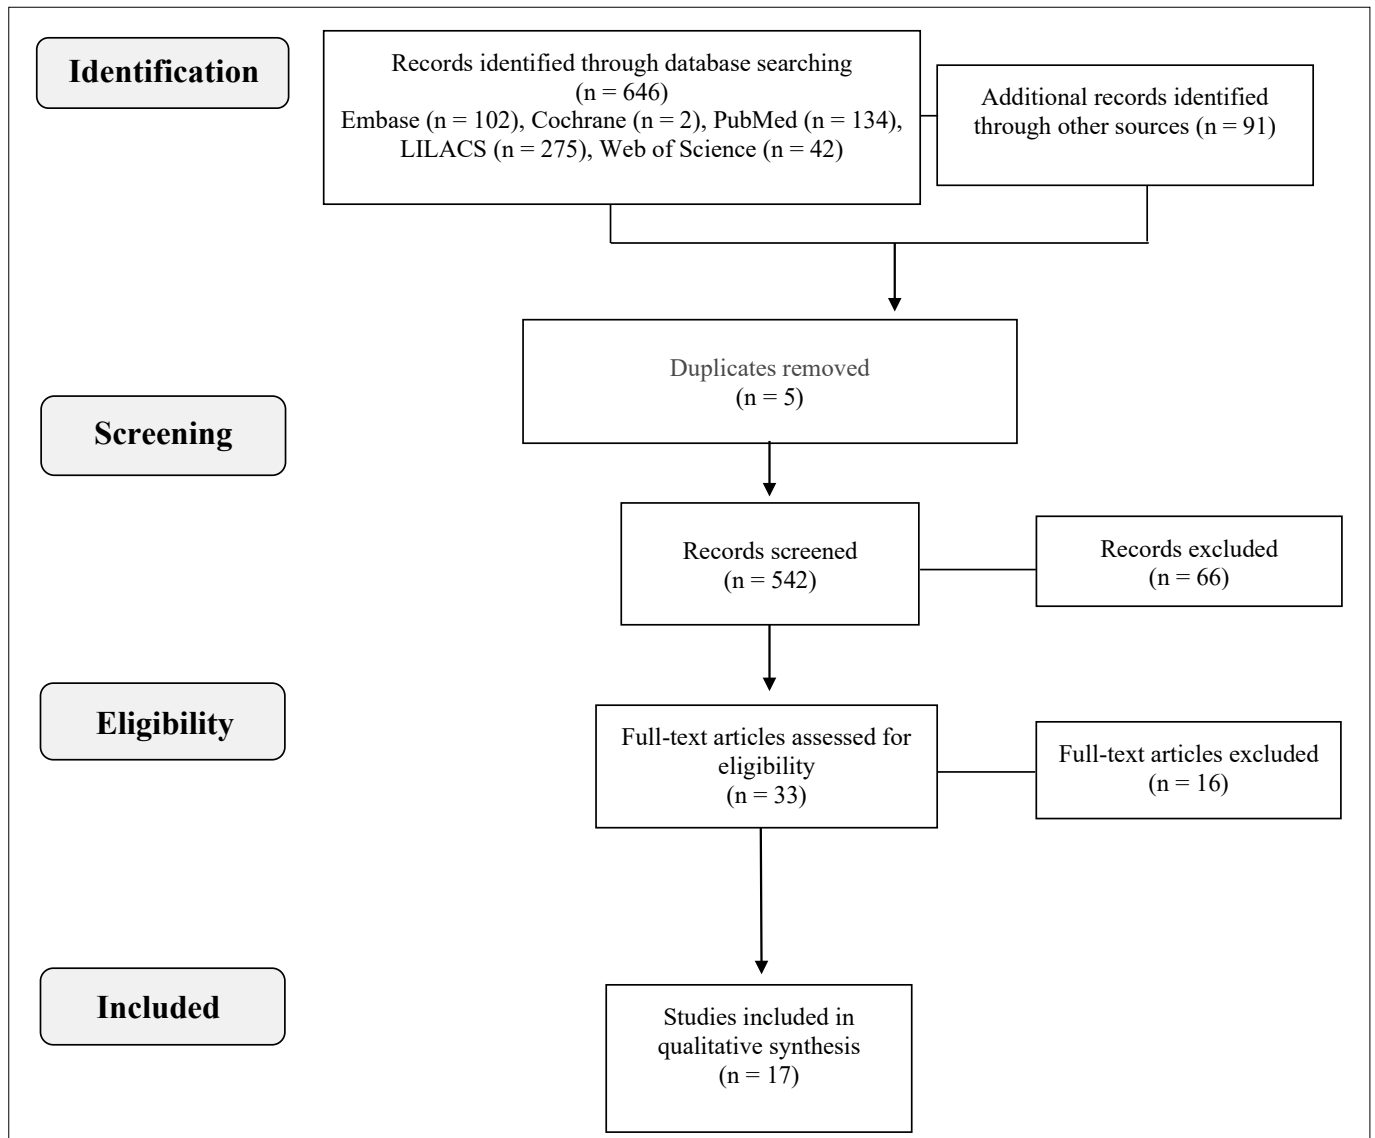 Identification
Records identified through database searching
(n = 646)
Embase (n = 102), Cochrane (n = 2), PubMed (n = 134),
LILACS (n = 275), Web of Science (n = 42)
Additional records identified
through other sources (n = 91)
Duplicates removed
(n = 5)
Screening
Records screened
(n = 542)
Records excluded
(n = 66)
Eligibility
Full-text articles assessed for
eligibility
(n = 33)
Full-text articles excluded
(n = 16)
Included
Studies included in
qualitative synthesis
(n = 17)